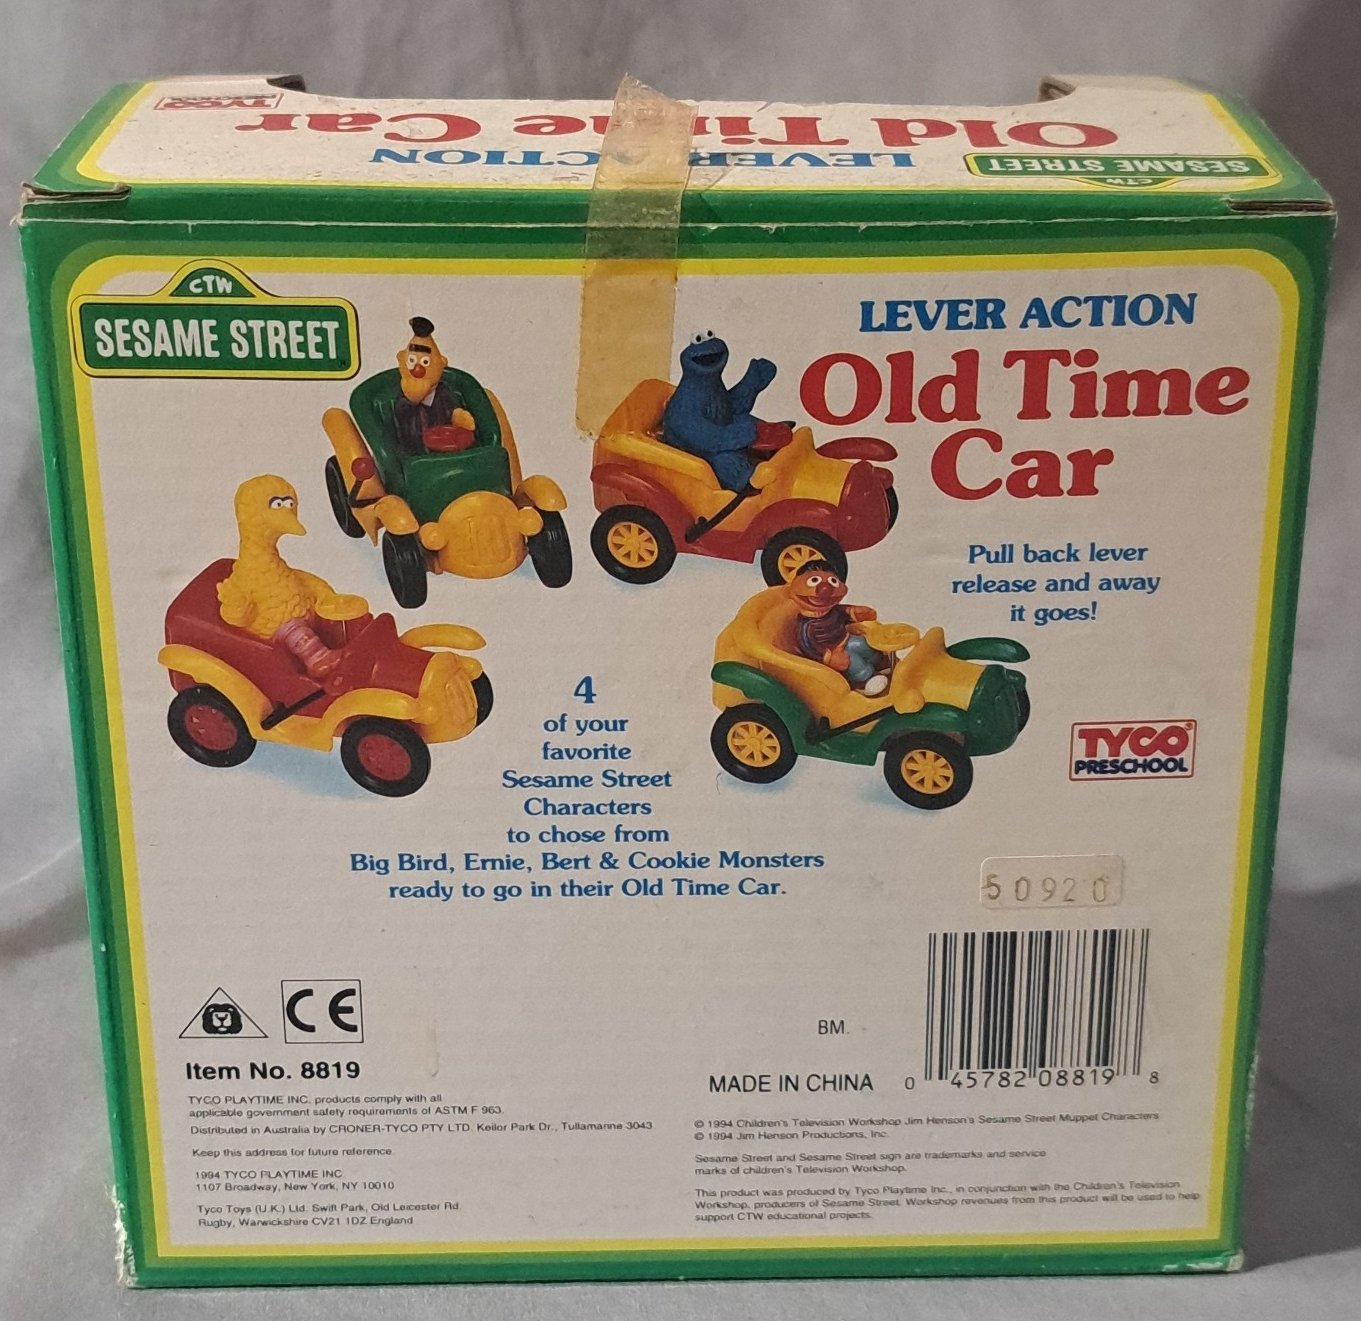 TYCO
PRESCHOOL
Old Time Car
LEVER ACTION
CTW
SESAME STREET
CTW
SESAME STREET
LEVER ACTION
Old Time
Car
Pull back lever
release and away
it goes!
4
of your
favorite
Sesame Street
Characters
to chose from
Big Bird, Ernie, Bert & Cookie Monsters
ready to go in their Old Time Car.
TYCO®
PRESCHOOL
50920
CE
Item No. 8819
BM.
MADE IN CHINA
0 45782 08819 8
TYCO PLAYTIME INC. products comply with all
applicable government safety requirements of ASTM F 963.
Distributed in Australia by CRONER-TYCO PTY LTD. Keilor Park Dr., Tullamarine 3043
Keep this address for future reference
1994 TYCO PLAYTIME INC.
1107 Broadway, New York, NY 10010
Tyco Toys (U.K.) Ltd. Swift Park, Old Leicester Rd.
Rugby, Warwickshire CV21 1DZ England
© 1994 Children's Television Workshop Jim Henson's Sesame Street Muppet Characters
© 1994 Jim Henson Productions, Inc.
Sesame Street and Sesame Street sign are trademarks and service
marks of children's Television Workshop.
This product was produced by Tyco Playtime Inc., in conjunction with the Children's Television
Workshop, producers of Sesame Street. Workshop revenues from this product will be used to help
support CTW educational projects.